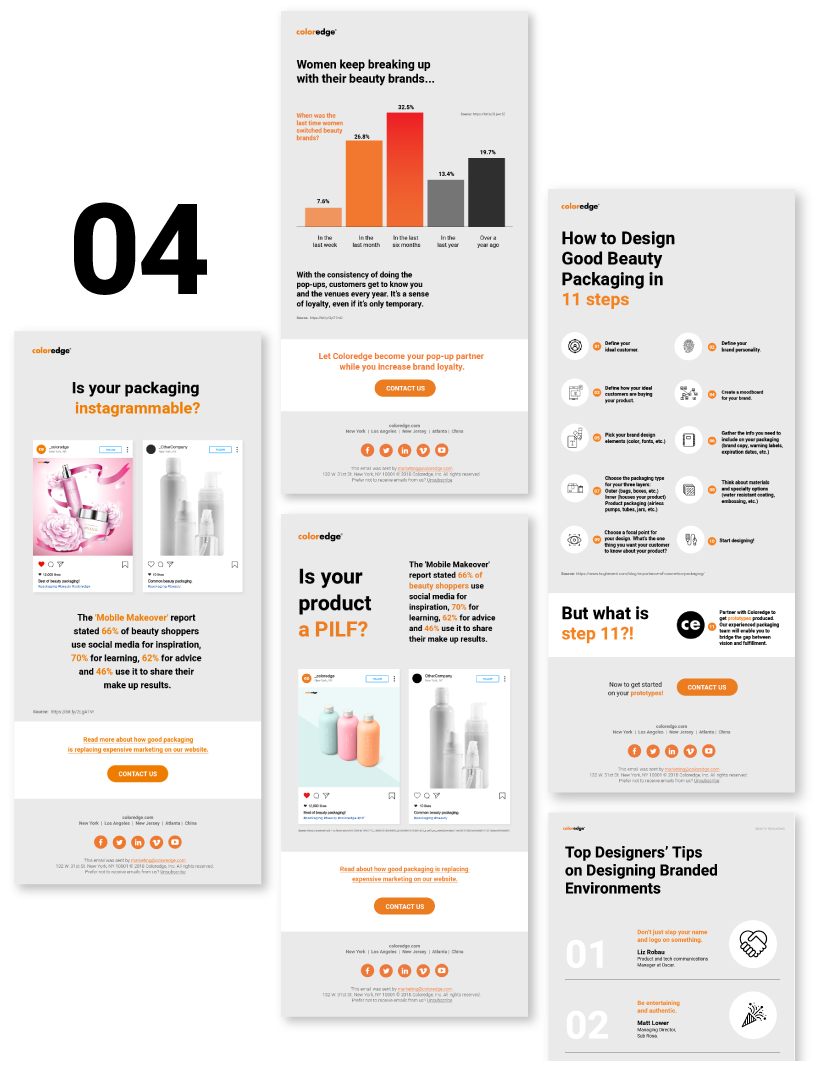 04
coloredge
Is your packaging
instagrammable?
_coloredge
New York, NY
FOLLOW
_OtherCompany
New York, NY
12,000 likes
Best of beauty packaging!
10 likes
Common beauty packaging
The 'Mobile Makeover' report
stated 66% of beauty shoppers
use social media for inspiration,
70% for learning, 62% for advice
and 46% use it to share their
make up results.
Source:
Read more about how good packaging
is replacing expensive marketing on our website.
CONTACT US
coloredge.com
New York | Los Angeles | New Jersey | Atlanta | China
This email was sent by marketing@coloredge.com
132 W. 31st St. New York, NY 10001 © 2018 Coloredge, Inc. All rights reserved.
Prefer not to receive emails from us? Unsubscribe
coloredge
Women keep breaking up
with their beauty brands...
When was the
last time women
switched beauty
brands?
7.6%
26.8%
32.5%
13.4%
19.7%
In the
last week
In the
last month
In the last
six months
In the
last year
Over a
year ago
With the consistency of doing the
pop-ups, customers get to know you
and the venues every year. It's a sense
of loyalty, even if it's only temporary.
Let Coloredge become your pop-up partner
while you increase brand loyalty.
CONTACT US
coloredge.com
New York | Los Angeles | New Jersey | Atlanta | China
This email was sent by marketing@coloredge.com
132 W. 31st St. New York, NY 10001 © 2018 Coloredge, Inc. All rights reserved.
Prefer not to receive emails from us? Unsubscribe
coloredge
Is your
product
a PILF?
The 'Mobile Makeover'
report stated 66% of
beauty shoppers use
social media for
inspiration, 70% for
learning, 62% for advice
and 46% use it to share
their make up results.
_coloredge
New York, NY
OtherCompany
New York, NY
12,000 likes
Best of beauty packaging!
10 likes
Common beauty packaging
Read about how good packaging is replacing
expensive marketing on our website.
CONTACT US
coloredge.com
New York | Los Angeles | New Jersey | Atlanta | China
This email was sent by marketing@coloredge.com
132 W. 31st St. New York, NY 10001 © 2018 Coloredge, Inc. All rights reserved.
Prefer not to receive emails from us? Unsubscribe
coloredge
How to Design
Good Beauty
Packaging in
11 steps
01 Define your
ideal customer.
02 Define your
brand personality.
03 Define how your ideal
customers are buying
your product.
04 Create a moodboard
for your brand.
05 Pick your brand design
elements (color, fonts, etc.)
06 Gather the info you need to
include on your packaging
(brand copy, warning labels,
expiration dates, etc.)
07 Choose the packaging type
for your three layers:
Outer (bags, boxes, etc.)
Inner (houses your product)
Product packaging (airless
pumps, tubes, jars, etc.)
08 Think about materials
and specialty options
(water resistant coating,
embossing, etc.)
09 Choose a focal point for
your design. What's the one
thing you want your customer
to know about your product?
10 Start designing!
But what is
step 11?!
ce
11 Partner with Coloredge to
get prototypes produced.
Our experienced packaging
team will enable you to
bridge the gap between
vision and fulfillment.
Now to get started
on your prototypes!
CONTACT US
coloredge.com
New York | Los Angeles | New Jersey | Atlanta | China
This email was sent by marketing@coloredge.com
132 W. 31st St. New York, NY 10001 © 2018 Coloredge, Inc. All rights reserved.
Prefer not to receive emails from us? Unsubscribe
coloredge
Top Designers' Tips
on Designing Branded
Environments
01
Don't just slap your name
and logo on something.
Liz Robau
Product and tech communications
Manager at Oscar.
02
Be entertaining
and authentic.
Matt Lower
Managing Director,
Sub Rosa.